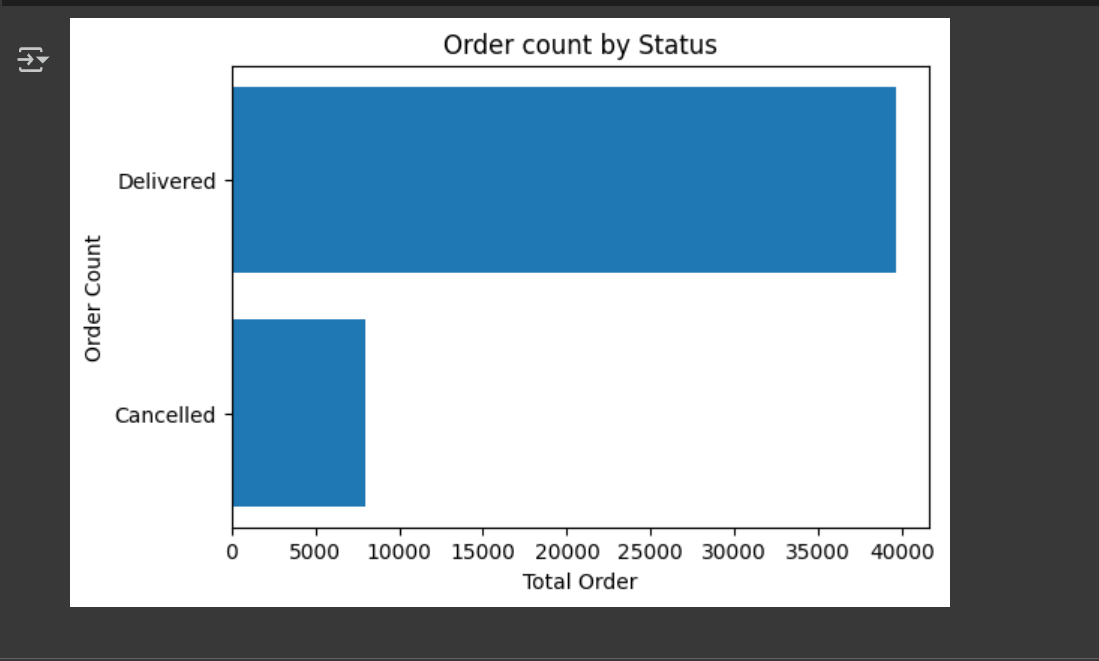 Order count by Status
Order Count
Delivered
Cancelled
0 5000 10000 15000 20000 25000 30000 35000 40000
Total Order